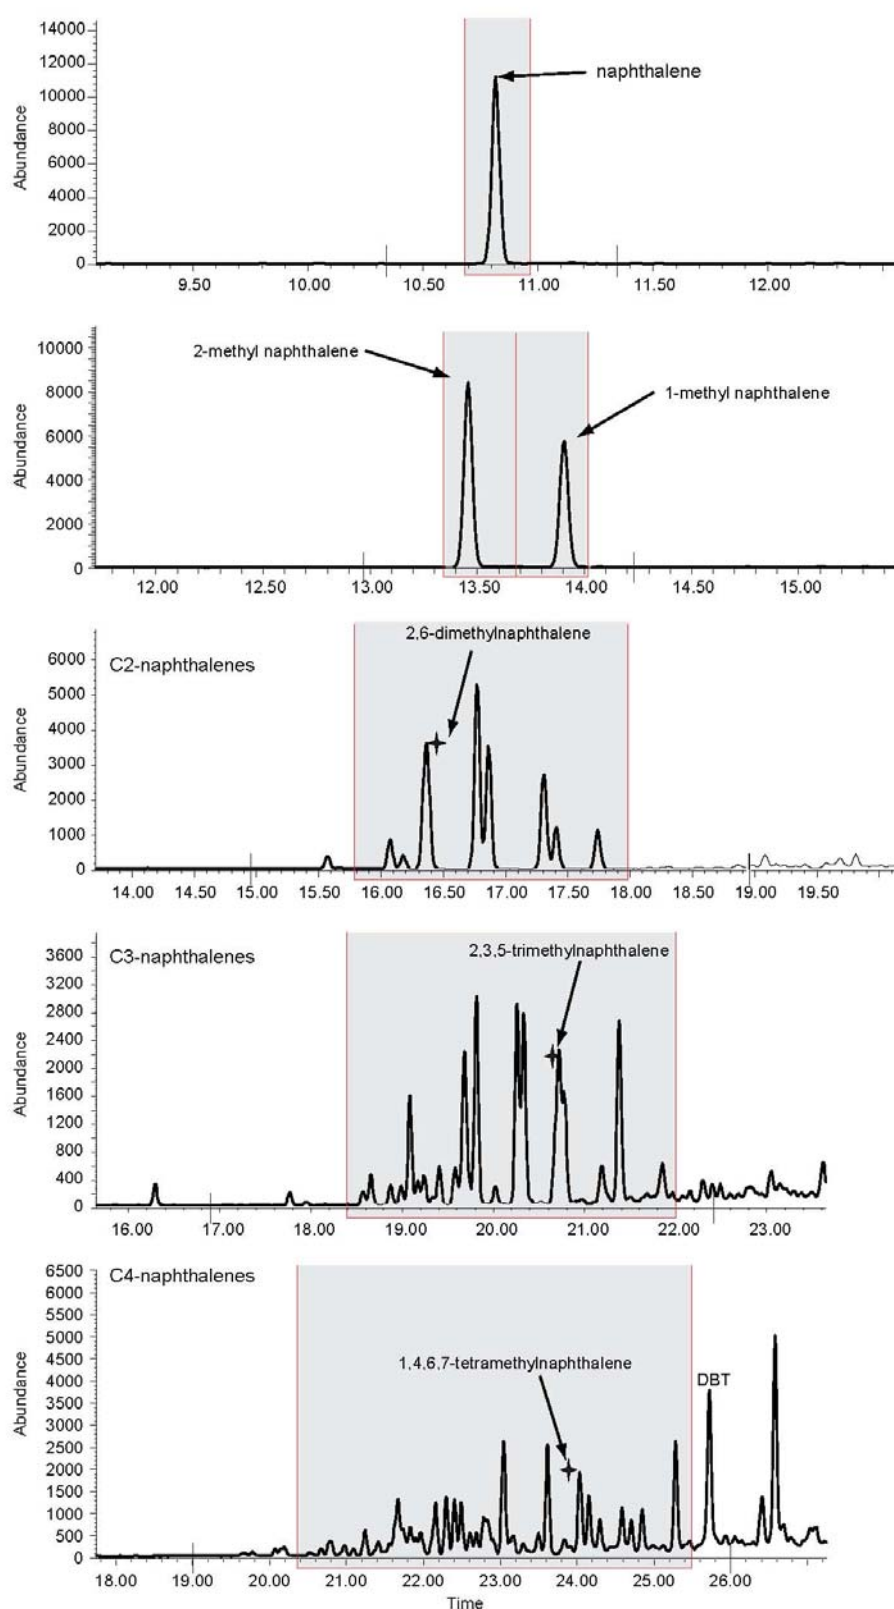 14000
12000
10000
8000
6000
4000
2000
0
Abundance
naphthalene
9.50 10.00 10.50 11.00 11.50 12.00
10000
8000
6000
4000
2000
0
Abundance
2-methyl naphthalene
1-methyl naphthalene
12.00 12.50 13.00 13.50 14.00 14.50 15.00
C2-naphthalenes
2,6-dimethylnaphthalene
6000
5000
4000
3000
2000
1000
0
Abundance
14.00 14.50 15.00 15.50 16.00 16.50 17.00 17.50 18.00 18.50 19.00 19.50
C3-naphthalenes
2,3,5-trimethylnaphthalene
3600
3200
2800
2400
2000
1600
1200
800
400
0
Abundance
16.00 17.00 18.00 19.00 20.00 21.00 22.00 23.00
C4-naphthalenes
1,4,6,7-tetramethylnaphthalene
DBT
6500
6000
5500
5000
4500
4000
3500
3000
2500
2000
1500
1000
500
0
Abundance
18.00 19.00 20.00 21.00 22.00 23.00 24.00 25.00 26.00
Time